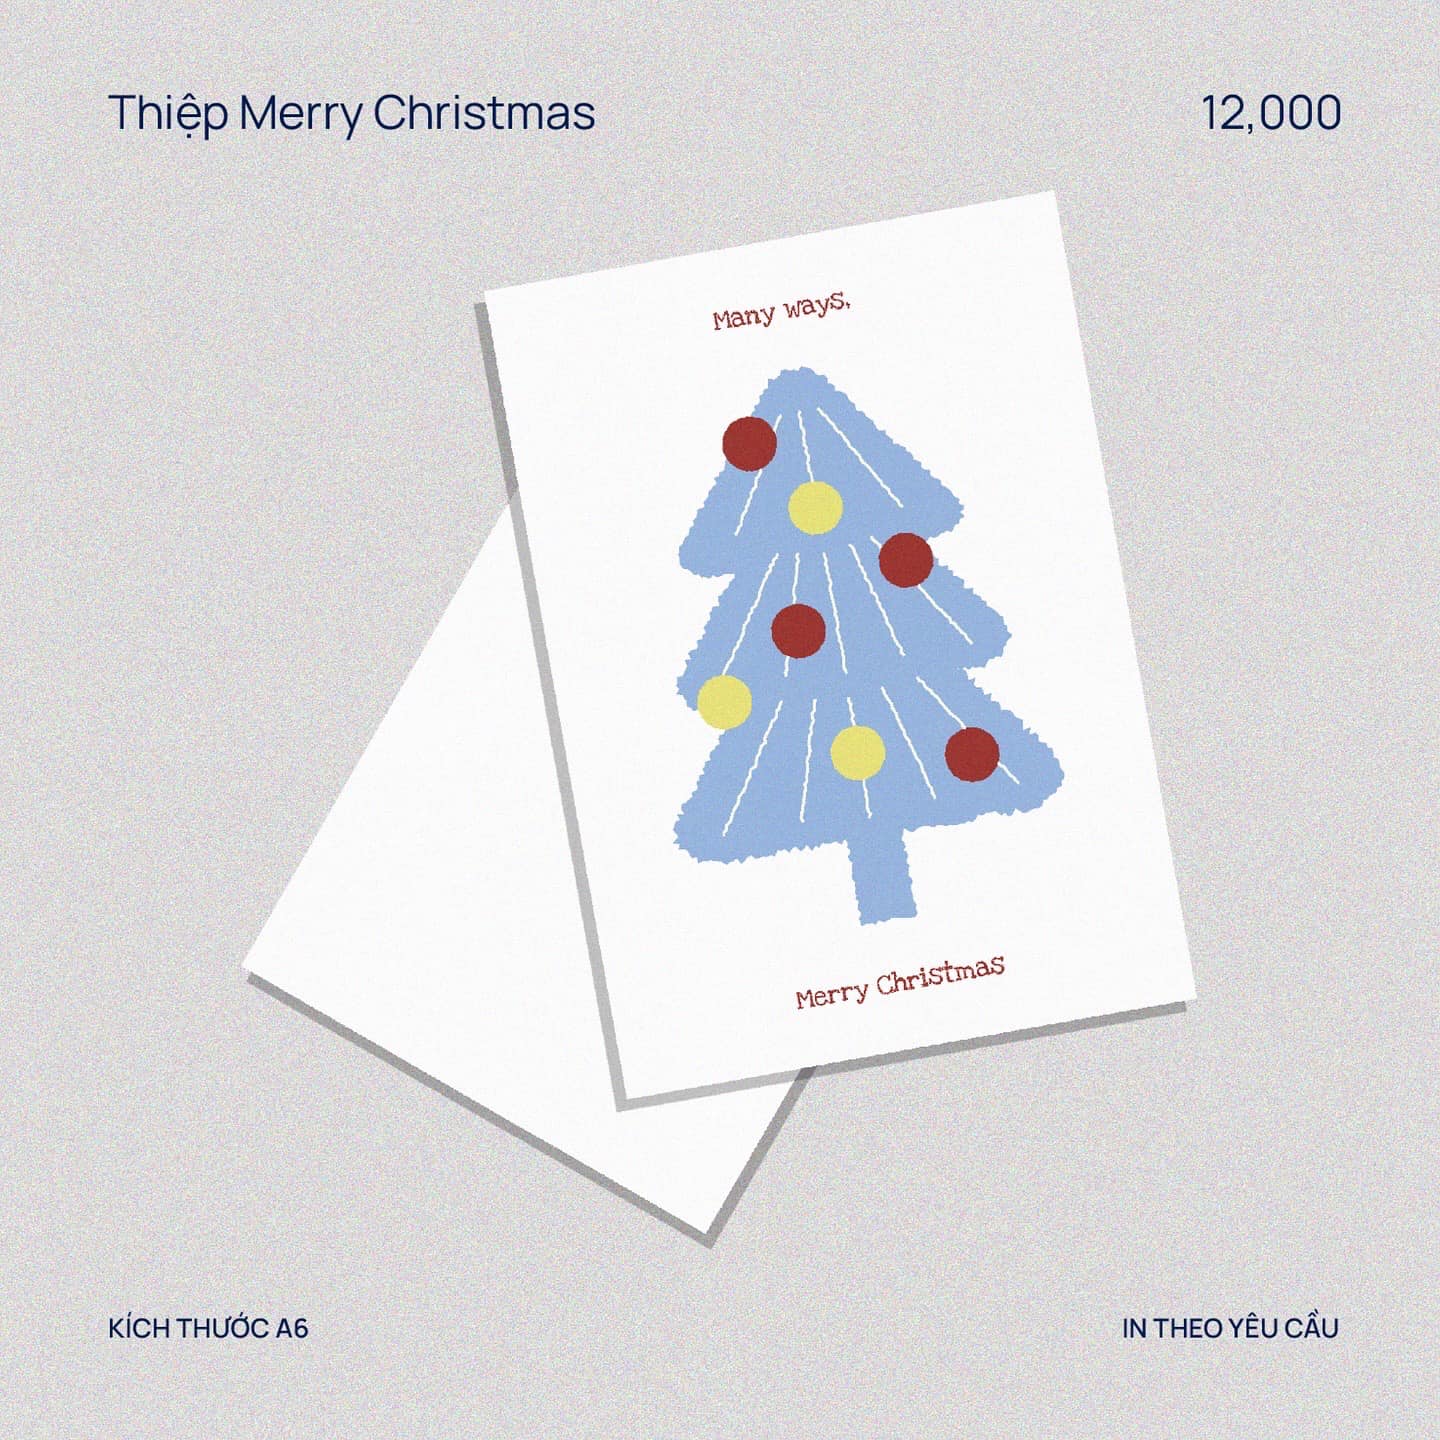 Thiệp Merry Christmas
12,000
Many ways,
Merry Christmas
KÍCH THƯỚC A6
IN THEO YÊU CẦU